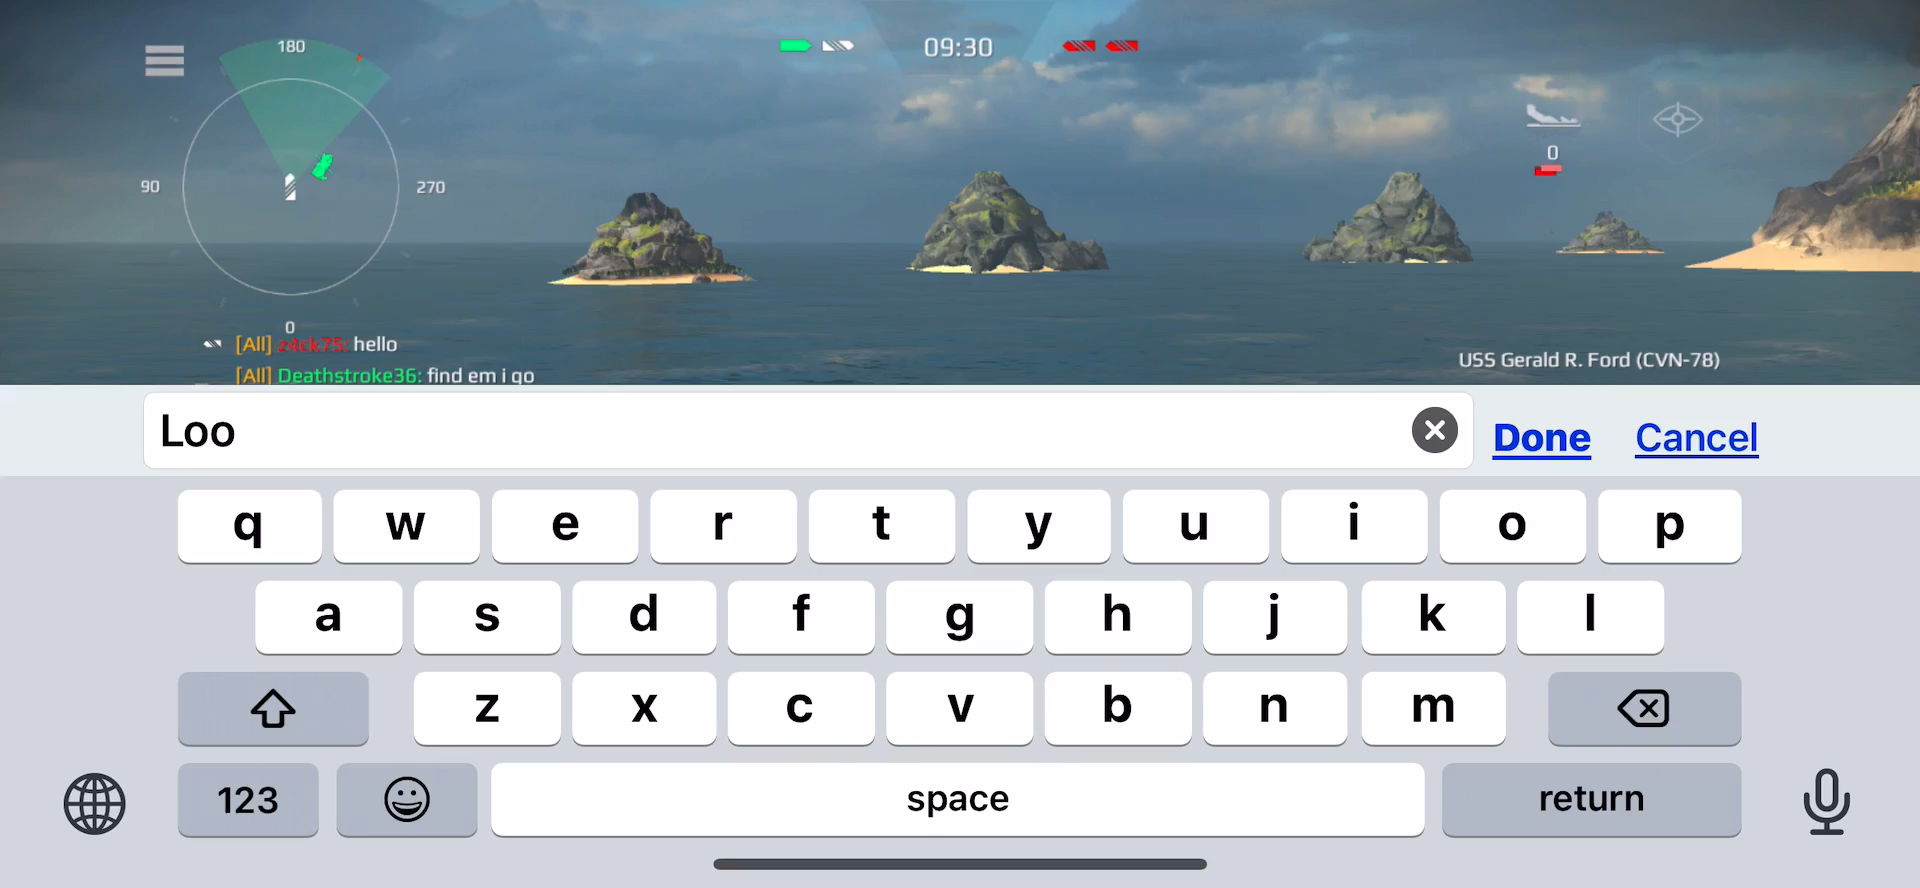 180
09:30
0
90
270
0
[All] z4ck75: hello
[All] Deathstroke36: find em i go
USS Gerald R. Ford (CVN-78)
Loo
Done Cancel
q w e r t y u i o p
a s d f g h j k l
z x c v b n m
123 space return